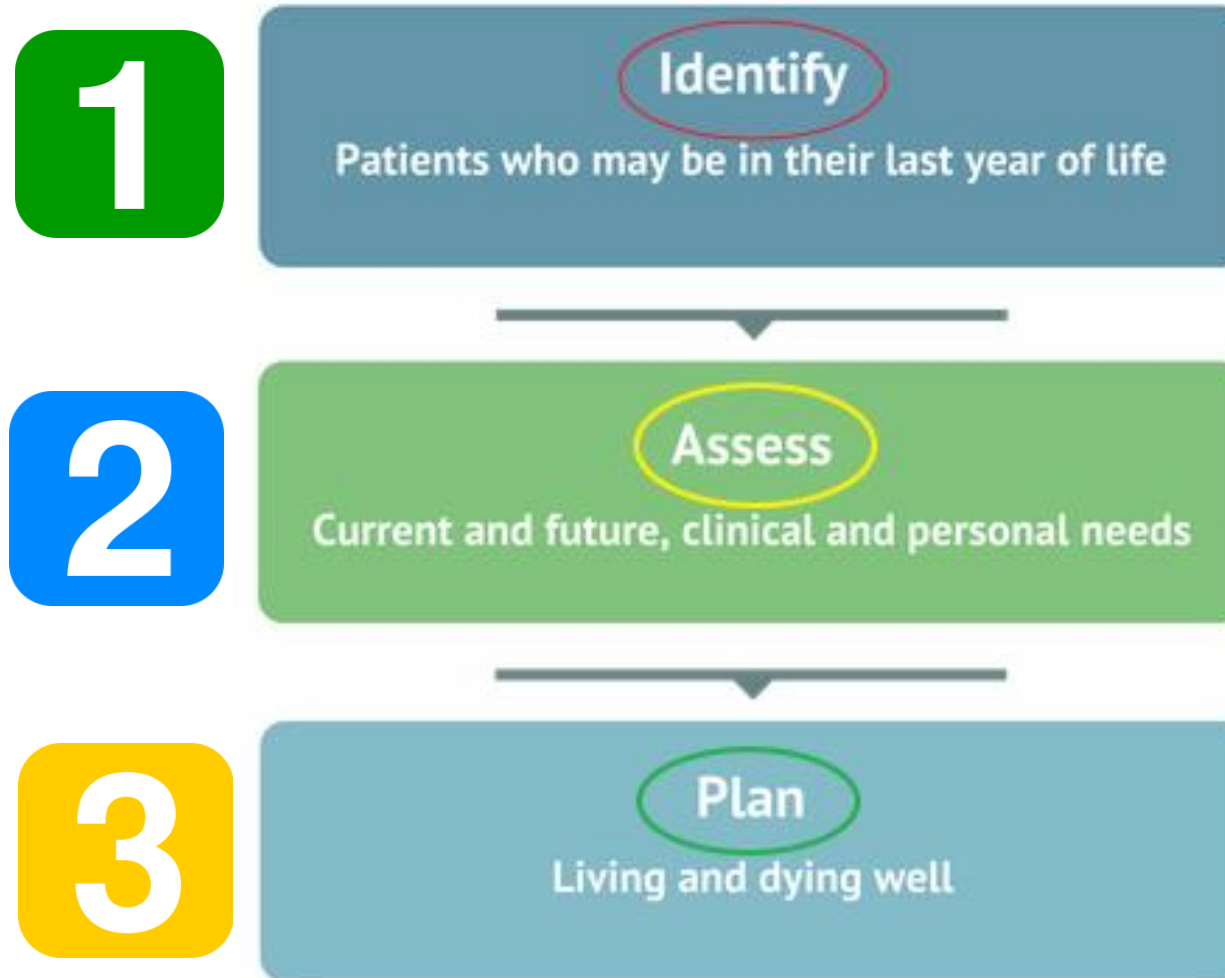 1
Identify
Patients who may be in their last year of life
2
Assess
Current and future, clinical and personal needs
3
Plan
Living and dying well